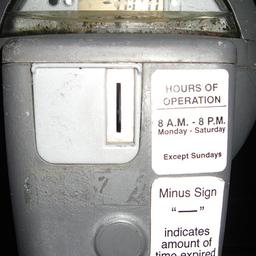 HOURS OF
OPERATION
8 A.M. - 8 P.M.
Monday - Saturday
Except Sundays
Minus Sign
"—"
indicates
amount of
time expired